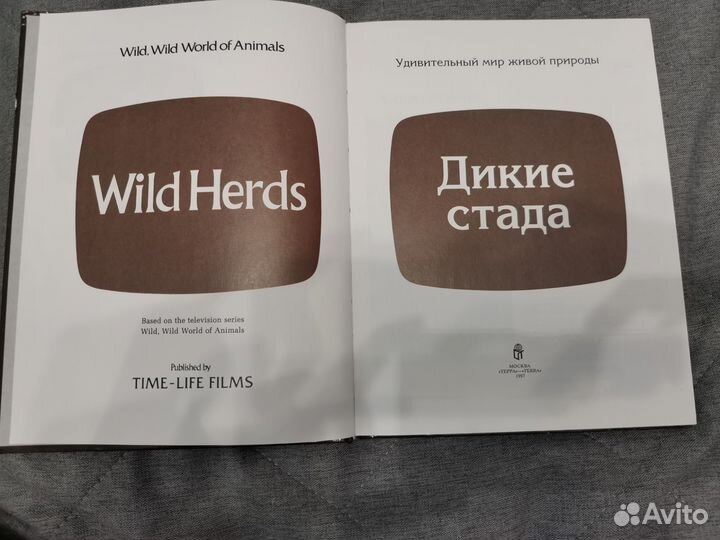 Wild, Wild World of Animals
Wild Herds
Based on the television series
Wild, Wild World of Animals
Published by
TIME-LIFE FILMS
Удивительный мир живой природы
Дикие
стада
МОСКВА
«ТЕРРА»—«TERRA»
1997
Avito